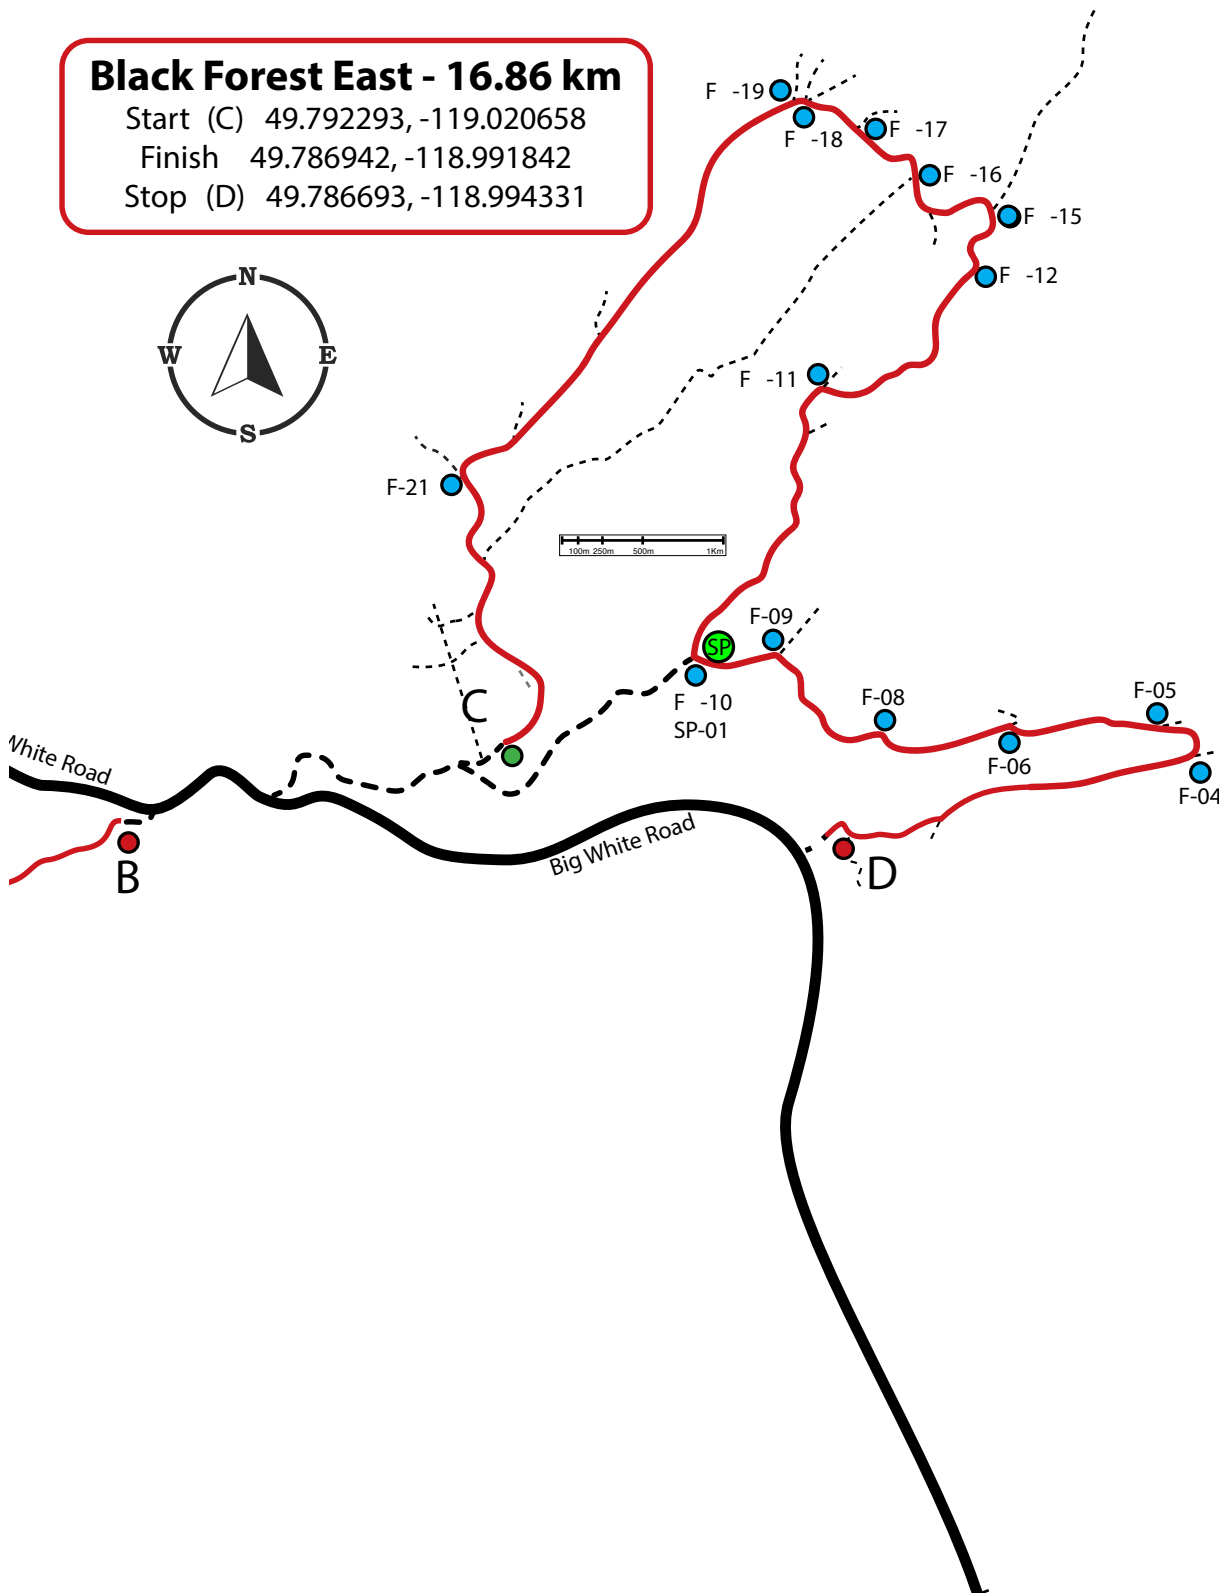 Black Forest East - 16.86 km
Start (C) 49.792293, -119.020658
Finish 49.786942, -118.991842
Stop (D) 49.786693, -118.994331
N
W E
S
F -19
F -18
F -17
F -16
F -15
F -12
F -11
F-21
100m 250m 500m 1Km
F-09
SP
F -10
SP-01
F-08
F-05
F-06
F-04
C
White Road
B
Big White Road
D